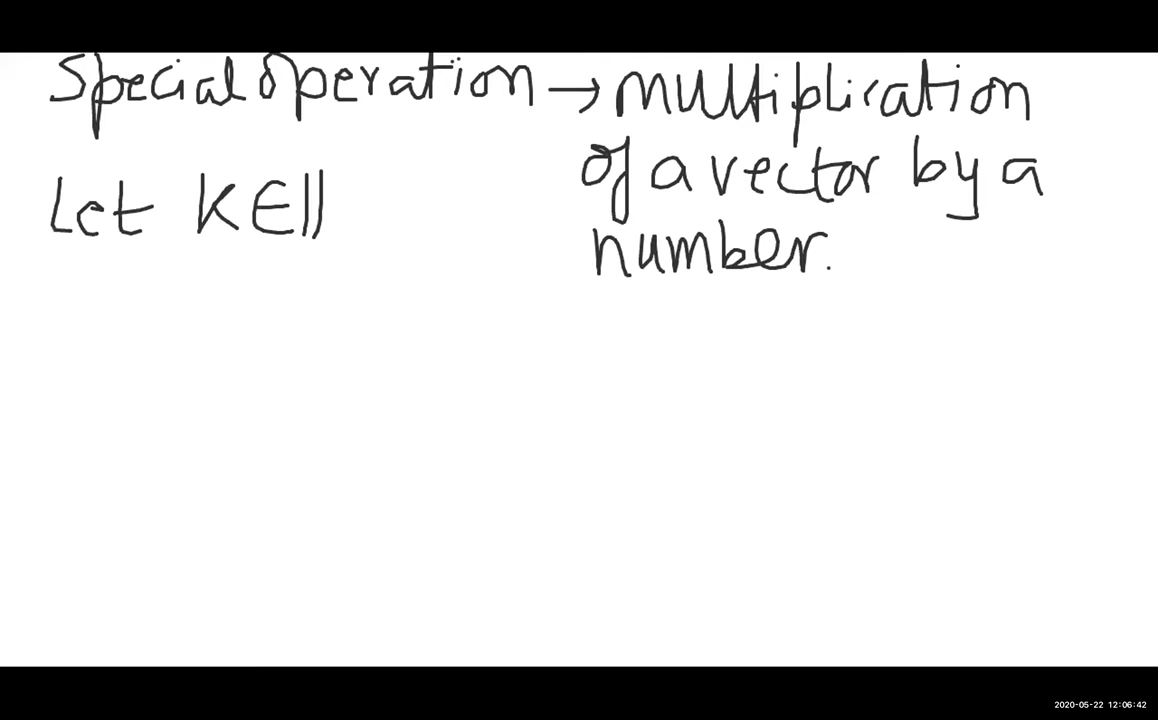 Special operation → multiplication
of a vector by a
Let K∈||
number.
2020-05-22 12:06:42